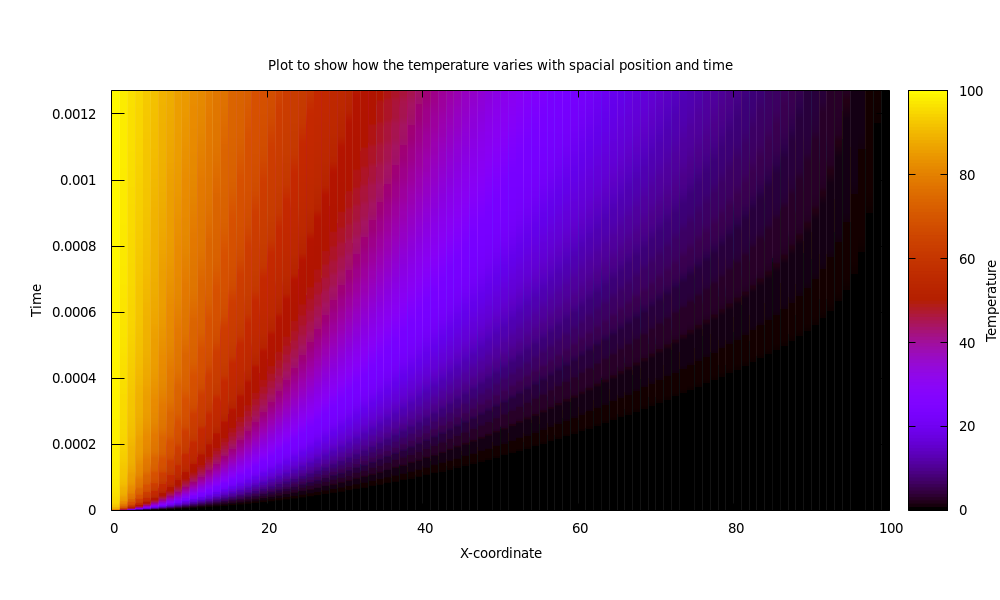 Plot to show how the temperature varies with spacial position and time
0.0012
0.001
0.0008
0.0006
0.0004
0.0002
0
Time
0 20 40 60 80 100
X-coordinate
100
80
60
40
20
0
Temperature